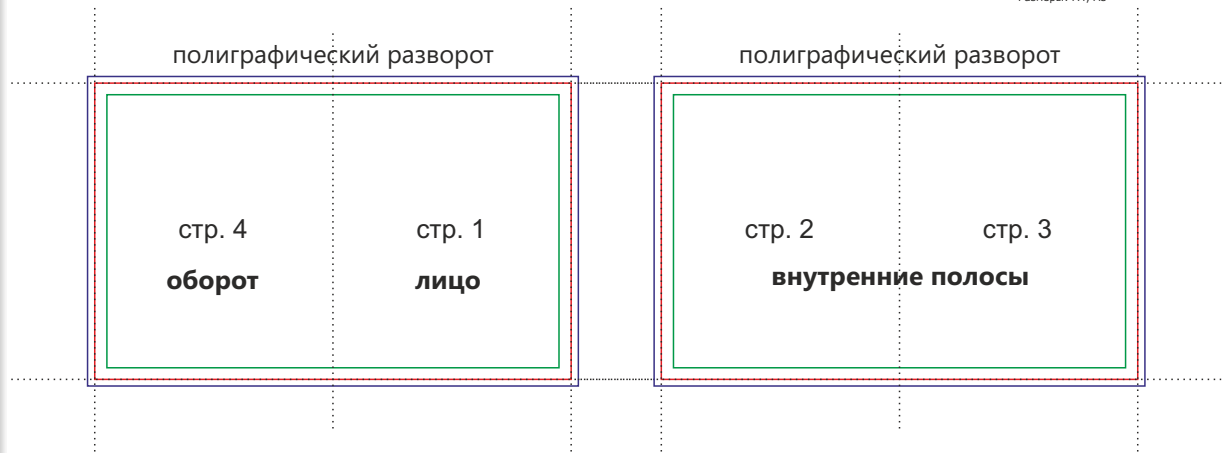 полиграфический разворот
полиграфический разворот
стр. 4
стр. 1
стр. 2
стр. 3
оборот
лицо
внутренние полосы